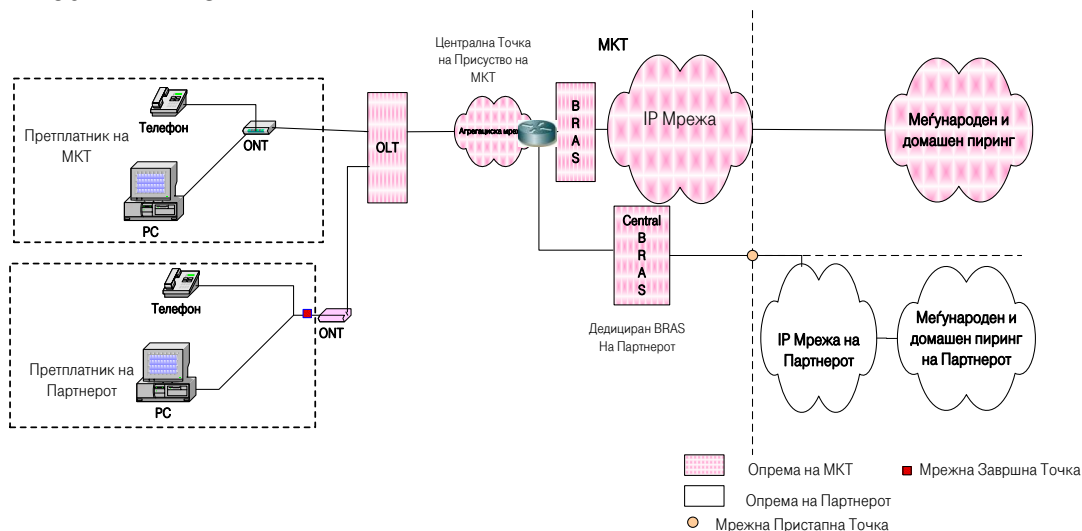 Централна Точка
на Присуство на
МКТ
МКТ
Претплатник на
МКТ
Телефон
ONT
PC
OLT
Агрегациска мреж
B
R
A
S
IP Мрежа
Меѓународен и
домашен пиринг
Central
B
R
A
S
Дедициран BRAS
На Партнерот
Претплатник на
Партнерот
Телефон
ONT
PC
IP Мрежа на
Партнерот
Меѓународен и
домашен пиринг
на Партнерот
Опрема на МКТ
Мрежна Завршна Точка
Опрема на Партнерот
Мрежна Пристапна Точка